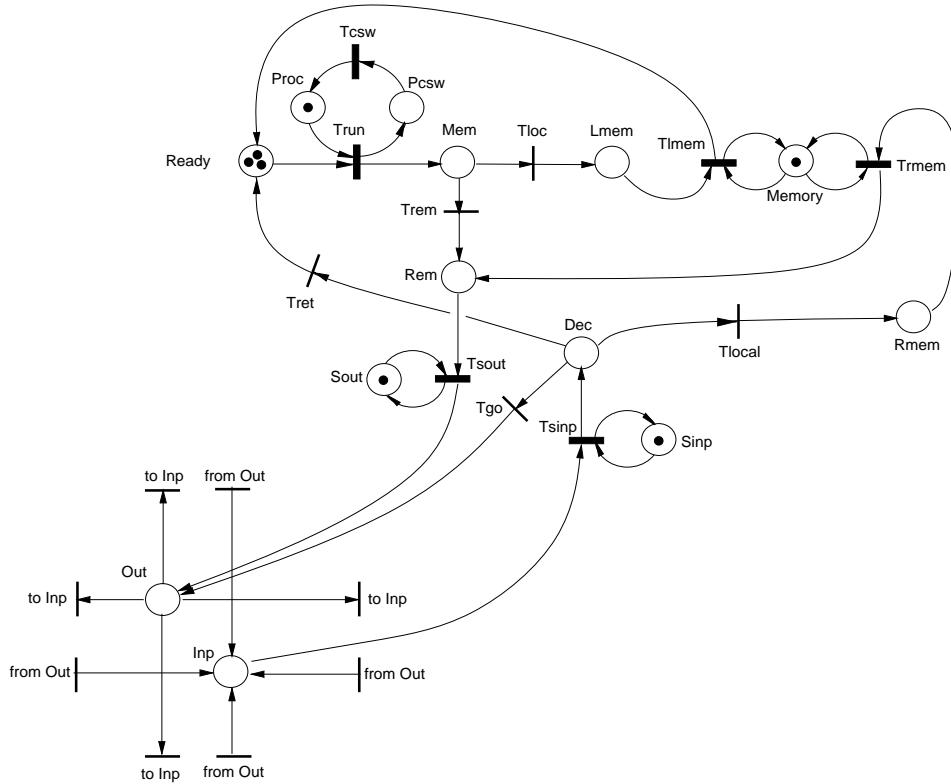 Tcsw
Proc
Pcsw
Trun
Mem
Tloc
Lmem
Tlmem
Ready
Memory
Trmem
Trem
Rem
Tret
Dec
Rmem
Tlocal
Sout
Tsout
Tgo
Tsinp
Sinp
to Inp
from Out
Out
to Inp
to Inp
Inp
from Out
from Out
to Inp
from Out